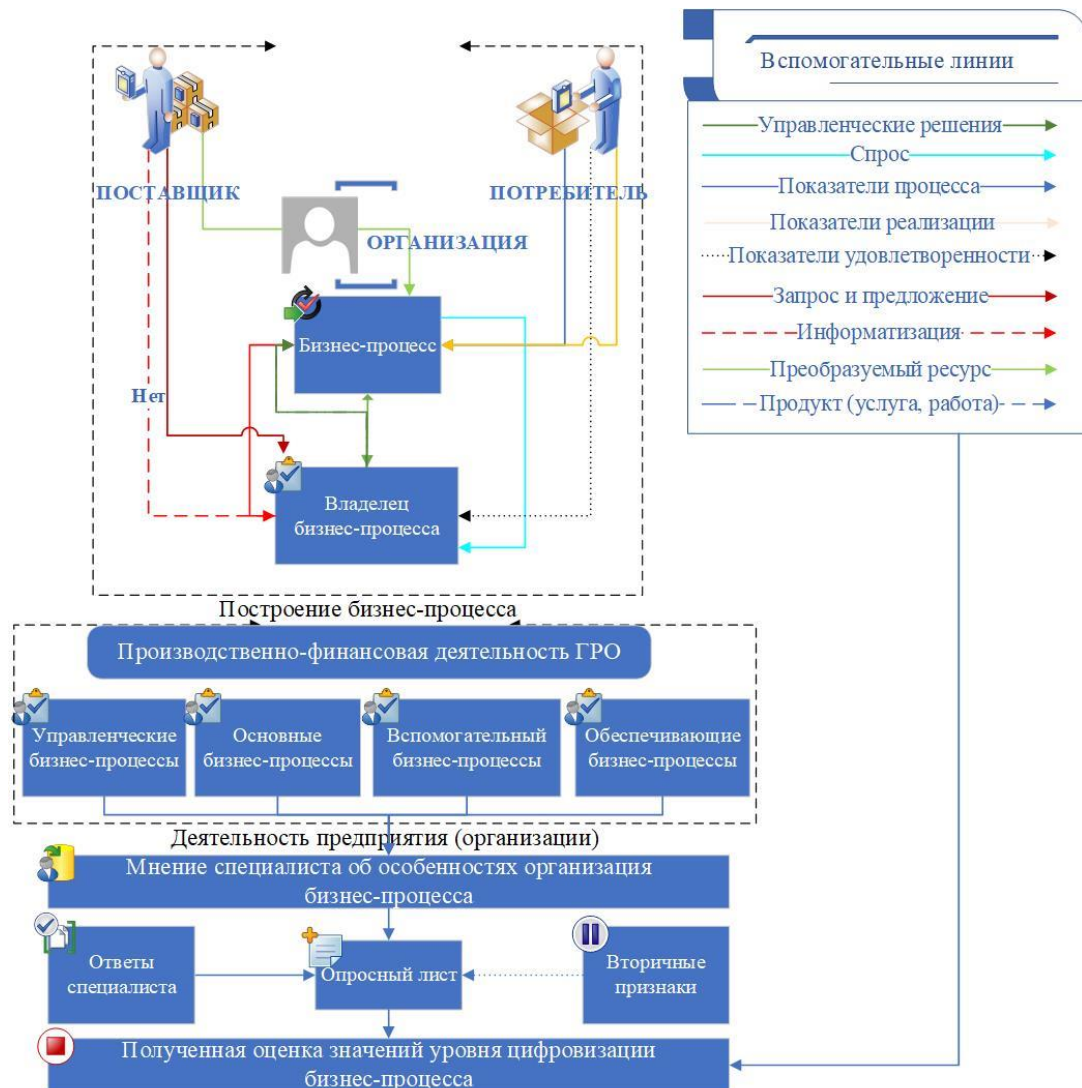 Вспомогательные линии
Управленческие решения
Спрос
Показатели процесса
Показатели реализации
Показатели удовлетворенности
Запрос и предложение
Информатизация
Преобразуемый ресурс
Продукт (услуга, работа)
ПОСТАВЩИК
ПОТРЕБИТЕЛЬ
ОРГАНИЗАЦИЯ
Бизнес-процесс
Нет
Владелец
бизнес-процесса
Построение бизнес-процесса
Производственно-финансовая деятельность ГРО
Управленческие
бизнес-процессы
Основные
бизнес-процессы
Вспомогательный
бизнес-процессы
Обеспечивающие
бизнес-процессы
Деятельность предприятия (организации)
Мнение специалиста об особенностях организация
бизнес-процесса
Ответы
специалиста
Опросный лист
Вторичные
признаки
Полученная оценка значений уровня цифровизации
бизнес-процесса